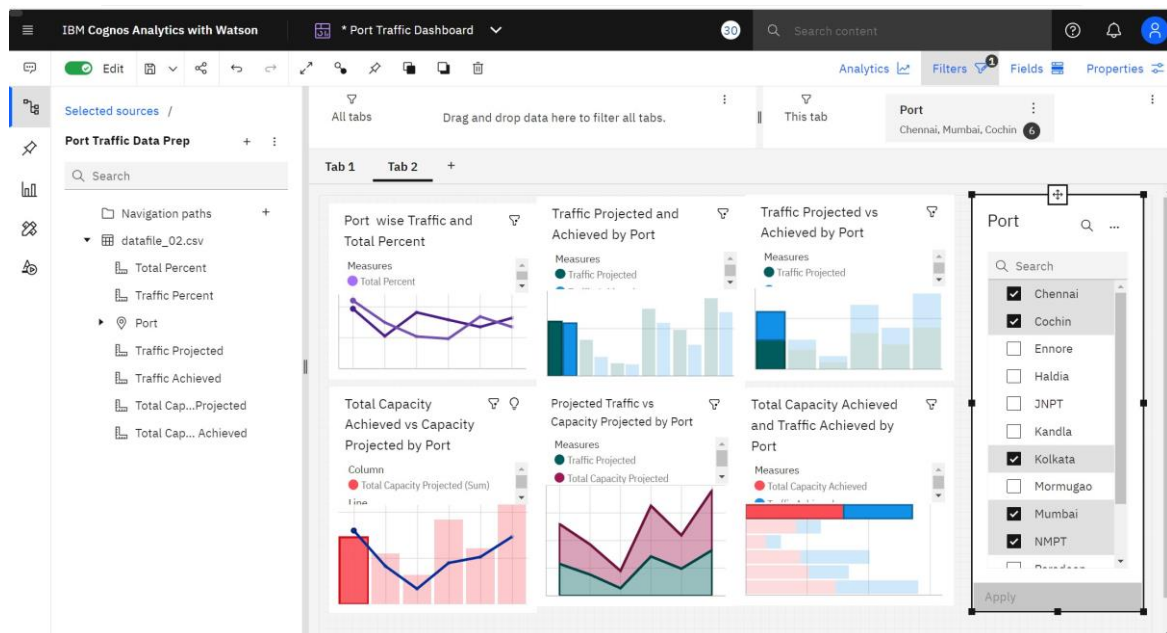 IBM Cognos Analytics with Watson
* Port Traffic Dashboard
30
Search content
Edit
Analytics
Filters
1
Fields
Properties
Selected sources /
Port Traffic Data Prep
Search
Navigation paths
datafile_02.csv
Total Percent
Traffic Percent
Port
Traffic Projected
Traffic Achieved
Total Cap...Projected
Total Cap... Achieved
All tabs
Drag and drop data here to filter all tabs.
This tab
Port
Chennai, Mumbai, Cochin 6
Tab 1
Tab 2
Port wise Traffic and
Total Percent
Measures
Total Percent
Traffic Projected and
Achieved by Port
Measures
Traffic Projected
Traffic Projected vs
Achieved by Port
Measures
Traffic Projected
Total Capacity
Achieved vs Capacity
Projected by Port
Column
Total Capacity Projected (Sum)
Line
Projected Traffic vs
Capacity Projected by Port
Measures
Traffic Projected
Total Capacity Projected
Total Capacity Achieved
and Traffic Achieved by
Port
Measures
Total Capacity Achieved
Port
Search
Chennai
Cochin
Ennore
Haldia
JNPT
Kandla
Kolkata
Mormugao
Mumbai
NMPT
Apply